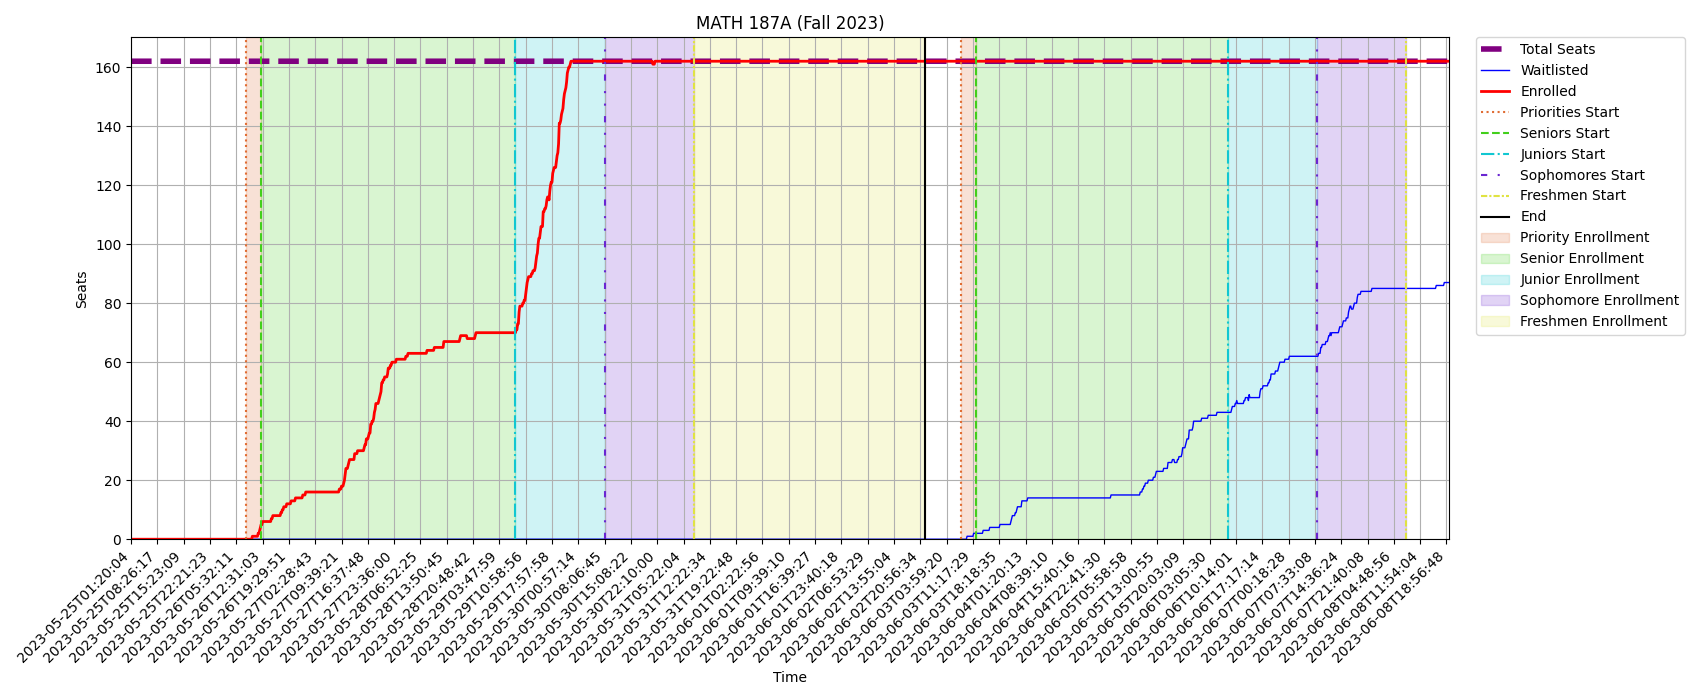 MATH 187A (Fall 2023)
Seats
160
140
120
100
80
60
40
20
0
2023-05-25T01:20:04
2023-05-25T08:26:17
2023-05-25T15:23:09
2023-05-25T22:21:23
2023-05-26T05:32:11
2023-05-26T12:31:03
2023-05-26T19:29:51
2023-05-27T02:28:43
2023-05-27T09:39:21
2023-05-27T16:37:48
2023-05-27T23:36:00
2023-05-28T06:52:25
2023-05-28T13:50:45
2023-05-28T20:48:42
2023-05-29T03:47:59
2023-05-29T10:58:56
2023-05-29T17:57:58
2023-05-30T00:57:14
2023-05-30T08:06:45
2023-05-30T15:08:22
2023-05-30T22:10:00
2023-05-31T05:22:04
2023-05-31T12:22:34
2023-05-31T19:22:48
2023-06-01T02:22:56
2023-06-01T09:39:10
2023-06-01T16:39:27
2023-06-01T23:40:18
2023-06-02T06:53:29
2023-06-02T13:55:04
2023-06-02T20:56:34
2023-06-03T03:59:20
2023-06-03T11:17:29
2023-06-03T18:18:35
2023-06-04T01:20:13
2023-06-04T08:39:10
2023-06-04T15:40:16
2023-06-04T22:41:30
2023-06-05T05:58:58
2023-06-05T13:00:55
2023-06-05T20:03:09
2023-06-06T03:05:30
2023-06-06T10:14:01
2023-06-06T17:17:14
2023-06-07T00:18:28
2023-06-07T07:33:08
2023-06-07T14:36:24
2023-06-07T21:40:08
2023-06-08T04:48:56
2023-06-08T11:54:04
2023-06-08T18:56:48
Time
Total Seats
Waitlisted
Enrolled
Priorities Start
Seniors Start
Juniors Start
Sophomores Start
Freshmen Start
End
Priority Enrollment
Senior Enrollment
Junior Enrollment
Sophomore Enrollment
Freshmen Enrollment